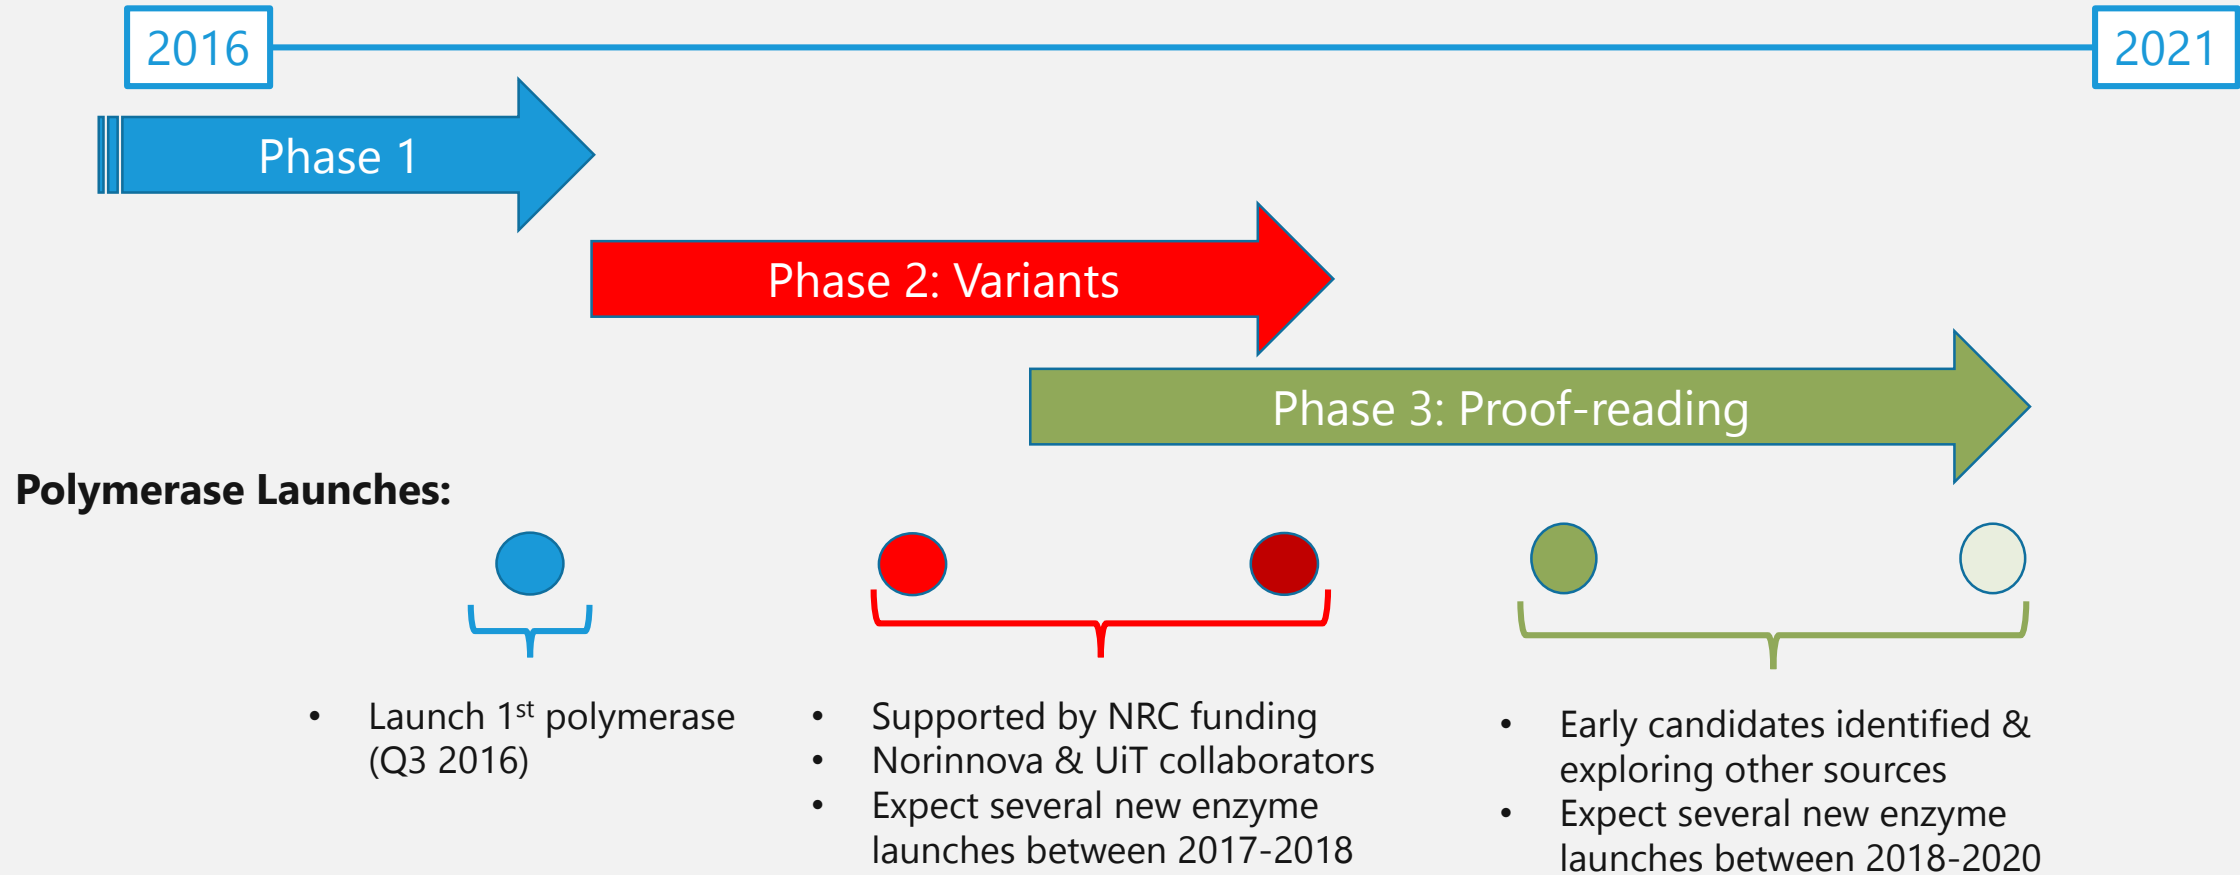 2016
2021
Phase 1
Phase 2: Variants
Phase 3: Proof-reading
Polymerase Launches:
• Launch 1st polymerase
(Q3 2016)
• Supported by NRC funding
• Norinnova & UiT collaborators
• Expect several new enzyme
launches between 2017-2018
• Early candidates identified &
exploring other sources
• Expect several new enzyme
launches between 2018-2020